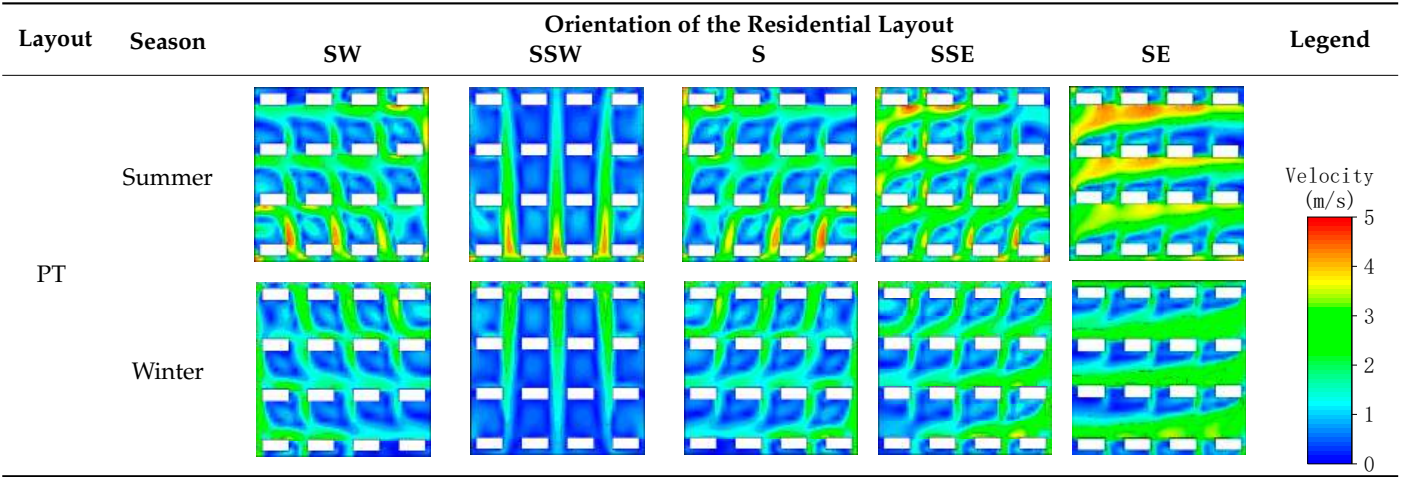 Orientation of the Residential Layout
Layout Season Legend
SW SSW S SSE SE
Summer
Velocity
(m/s)
5
4
PT
3
2
Winter
1
0